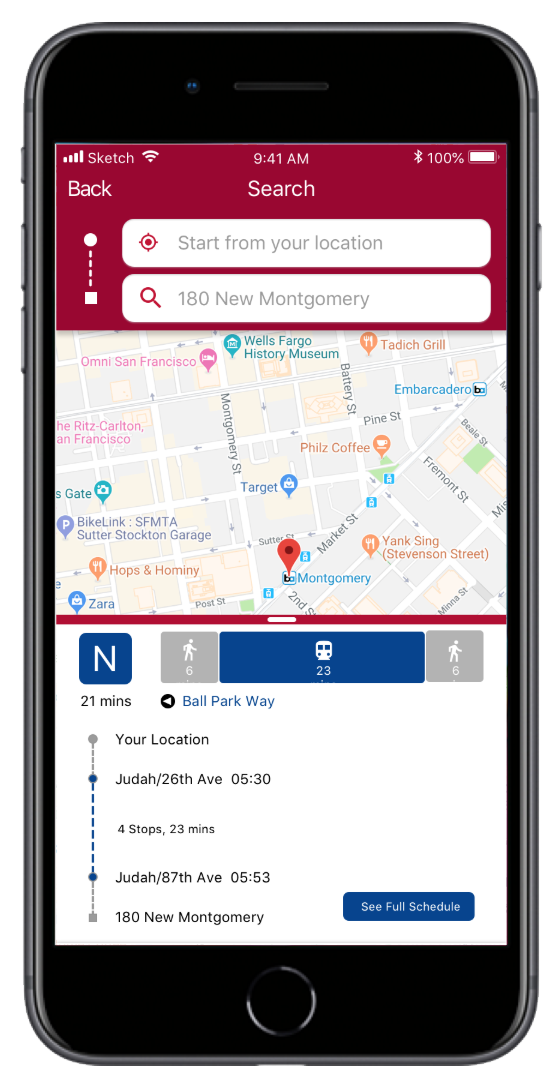 Sketch 9:41 AM 100%
Back Search
Start from your location
180 New Montgomery
Wells Fargo
History Museum
Tadich Grill
Omni San Francisco
Battery St
Embarcadero
Montgomery St
Pine St
he Ritz-Carlton,
an Francisco
Beale St
Philz Coffee
Fremont St
Target
s Gate
BikeLink : SFMTA
Sutter Stockton Garage
Market St
Mis
Sutter
Yank Sing
(Stevenson Street)
Hops & Hominy
Montgomery
e
Zara
Post St
2nd St
Minna St
N 6 23 6
21 mins Ball Park Way
Your Location
Judah/26th Ave 05:30
4 Stops, 23 mins
Judah/87th Ave 05:53
See Full Schedule
180 New Montgomery